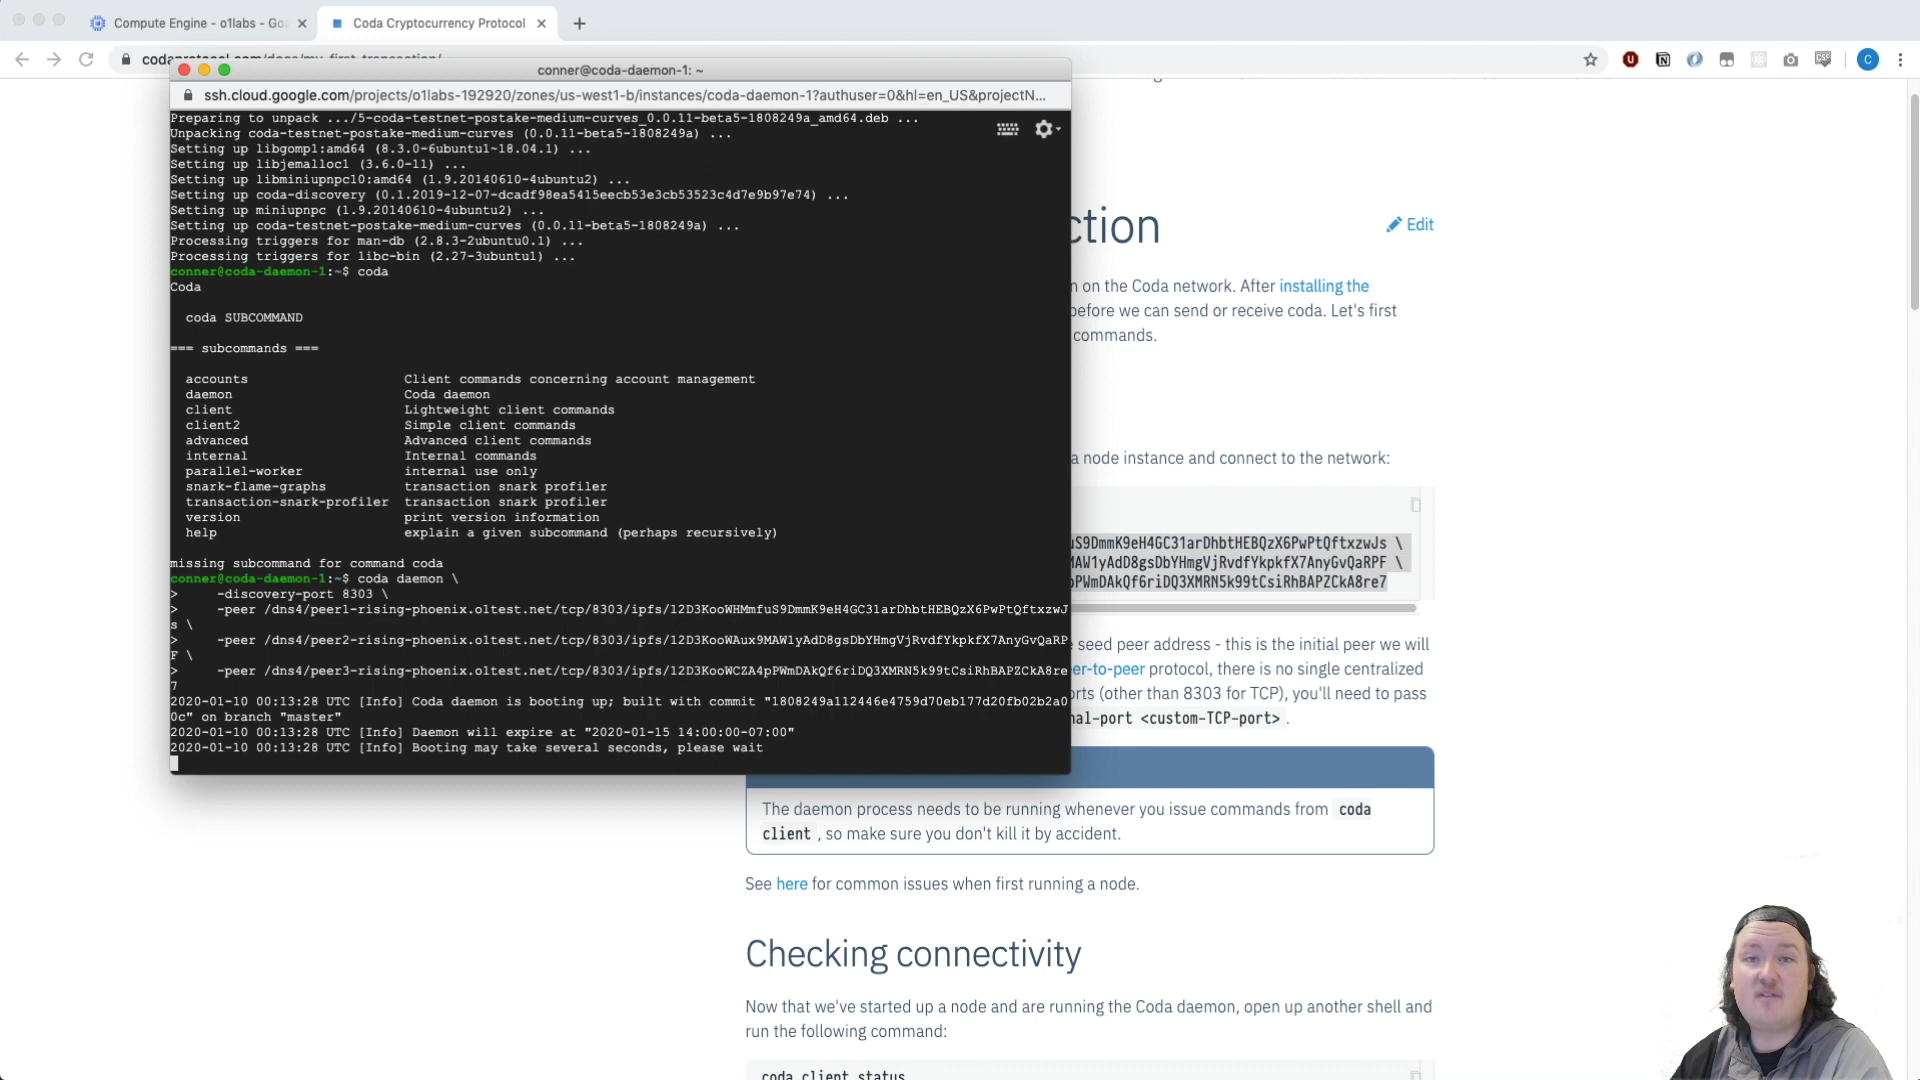 Compute Engine - o1labs - Go
Coda Cryptocurrency Protocol
codaprotocol.com/docs/my-first-transaction/
conner@coda-daemon-1: ~
ssh.cloud.google.com/projects/o1labs-192920/zones/us-west1-b/instances/coda-daemon-1?authuser=0&hl=en_US&projectN...
Preparing to unpack .../5-coda-testnet-postake-medium-curves_0.0.11-beta5-1808249a_amd64.deb ...
Unpacking coda-testnet-postake-medium-curves (0.0.11-beta5-1808249a) ...
Setting up libgomp1:amd64 (8.3.0-6ubuntu1~18.04.1) ...
Setting up libjemalloc1 (3.6.0-11) ...
Setting up libminiupnpc10:amd64 (1.9.20140610-4ubuntu2) ...
Setting up coda-discovery (0.1.2019-12-07-dcadf98ea5415eecb53e3cb53523c4d7e9b97e74) ...
Setting up miniupnpc (1.9.20140610-4ubuntu2) ...
Setting up coda-testnet-postake-medium-curves (0.0.11-beta5-1808249a) ...
Processing triggers for man-db (2.8.3-2ubuntu0.1) ...
Processing triggers for libc-bin (2.27-3ubuntu1) ...
conner@coda-daemon-1:~$ coda
Coda
coda SUBCOMMAND
=== subcommands ===
accounts Client commands concerning account management
daemon Coda daemon
client Lightweight client commands
client2 Simple client commands
advanced Advanced client commands
internal Internal commands
parallel-worker internal use only
snark-flame-graphs transaction snark profiler
transaction-snark-profiler transaction snark profiler
version print version information
help explain a given subcommand (perhaps recursively)
missing subcommand for command coda
conner@coda-daemon-1:~$ coda daemon \
> -discovery-port 8303 \
> -peer /dns4/peer1-rising-phoenix.o1test.net/tcp/8303/ipfs/12D3KooWHMmfuS9DmmK9eH4GC31arDhbtHEBQzX6PwPtQftxzwJ
s \
> -peer /dns4/peer2-rising-phoenix.o1test.net/tcp/8303/ipfs/12D3KooWAux9MAW1yAdD8gsDbYHmgVjRvdfYkpkfX7AnyGvQaRP
F \
> -peer /dns4/peer3-rising-phoenix.o1test.net/tcp/8303/ipfs/12D3KooWCZA4pPWmDAkQf6riDQ3XMRN5k99tCsiRhBAPZCkA8re
7
2020-01-10 00:13:28 UTC [Info] Coda daemon is booting up; built with commit "1808249a112446e4759d70eb177d20fb02b2a0
0c" on branch "master"
2020-01-10 00:13:28 UTC [Info] Daemon will expire at "2020-01-15 14:00:00-07:00"
2020-01-10 00:13:28 UTC [Info] Booting may take several seconds, please wait
ction
Edit
n on the Coda network. After installing the
before we can send or receive coda. Let's first
commands.
a node instance and connect to the network:
uS9DmmK9eH4GC31arDhbtHEBQzX6PwPtQftxzwJs \
MAW1yAdD8gsDbYHmgVjRvdfYkpkfX7AnyGvQaRPF \
pPWmDAkQf6riDQ3XMRN5k99tCsiRhBAPZCkA8re7
seed peer address - this is the initial peer we will
er-to-peer protocol, there is no single centralized
orts (other than 8303 for TCP), you'll need to pass
nal-port <custom-TCP-port> .
The daemon process needs to be running whenever you issue commands from coda
client , so make sure you don't kill it by accident.
See here for common issues when first running a node.
Checking connectivity
Now that we've started up a node and are running the Coda daemon, open up another shell and
run the following command:
coda client status